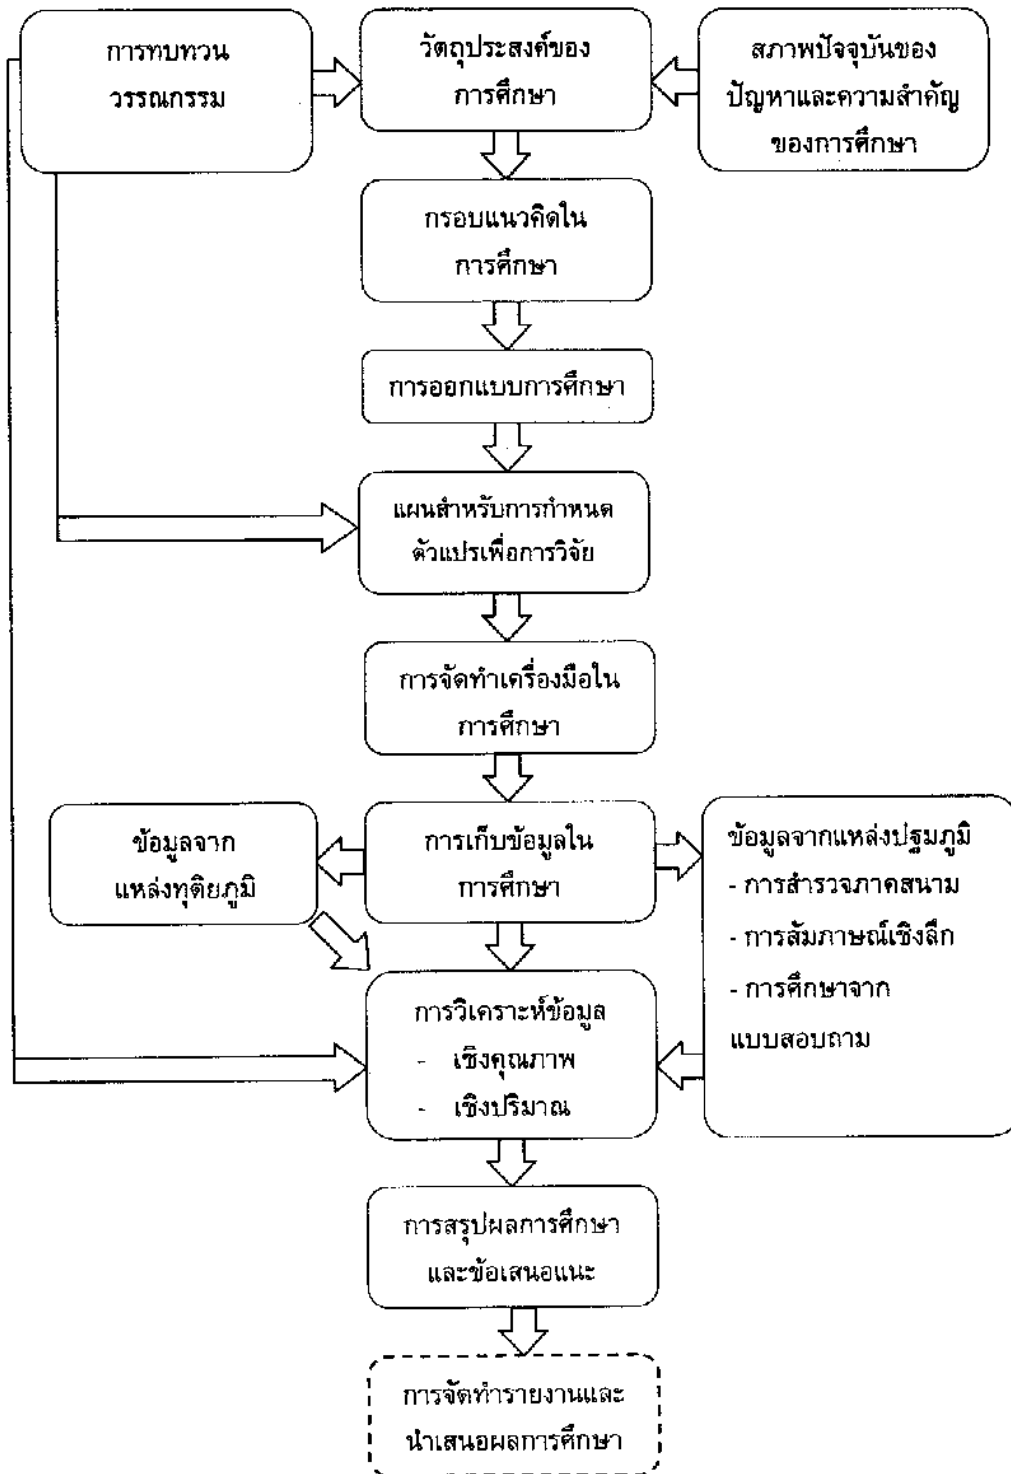 การทบทวน
วรรณกรรม
วัตถุประสงค์ของ
การศึกษา
สภาพปัจจุบันของ
ปัญหาและความสำคัญ
ของการศึกษา
กรอบแนวคิดใน
การศึกษา
การออกแบบการศึกษา
แผนสำหรับการกำหนด
ตัวแปรเพื่อการวิจัย
การจัดทำเครื่องมือใน
การศึกษา
ข้อมูลจาก
แหล่งทุติยภูมิ
การเก็บข้อมูลใน
การศึกษา
ข้อมูลจากแหล่งปฐมภูมิ
- การสำรวจภาคสนาม
- การสัมภาษณ์เชิงลึก
- การศึกษาจาก
แบบสอบถาม
การวิเคราะห์ข้อมูล
- เชิงคุณภาพ
- เชิงปริมาณ
การสรุปผลการศึกษา
และข้อเสนอแนะ
การจัดทำรายงานและ
นำเสนอผลการศึกษา